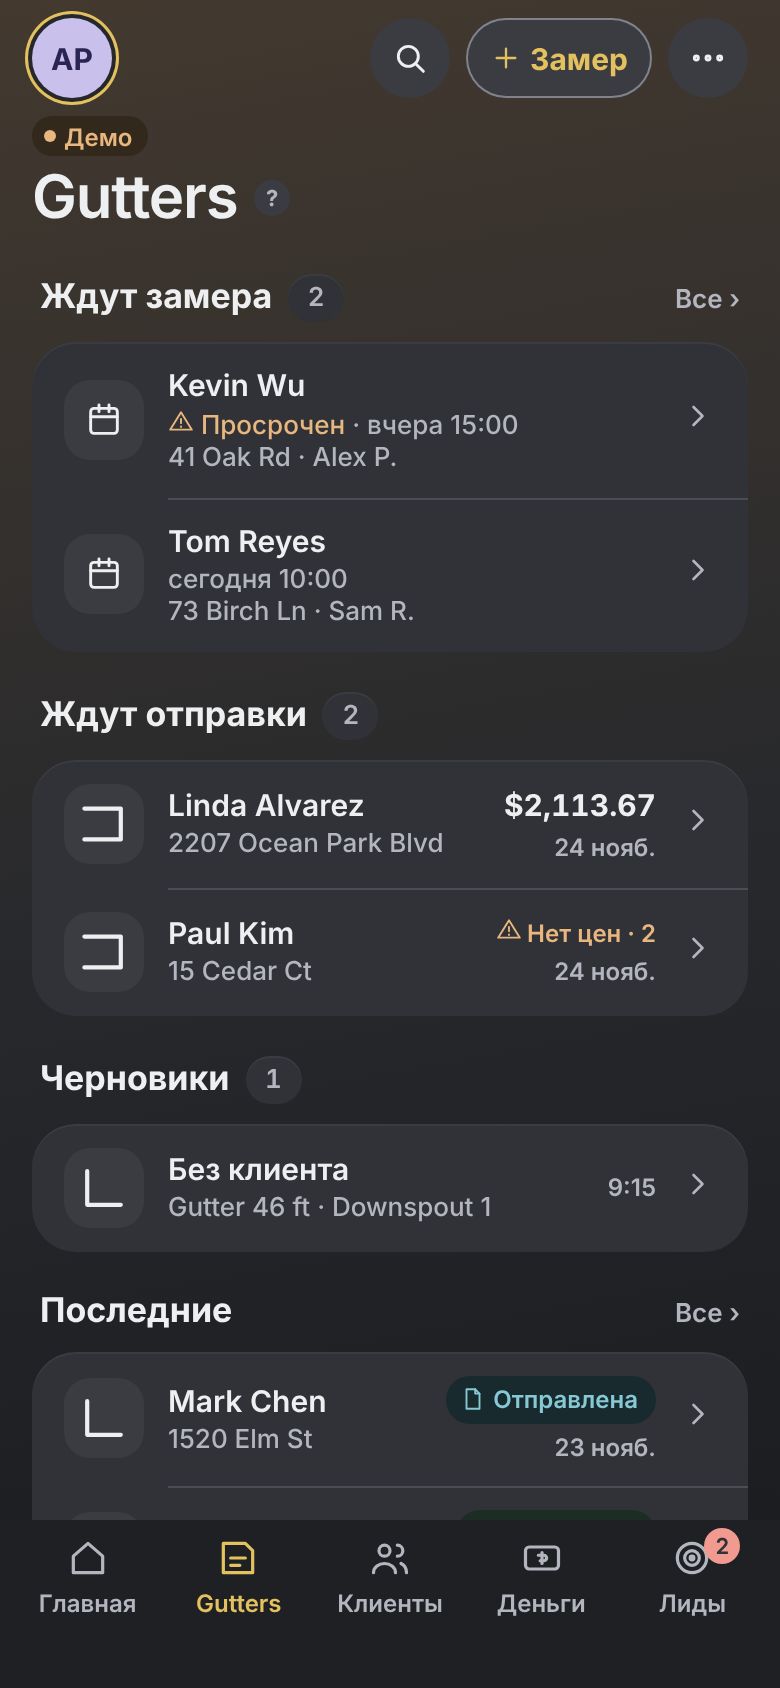 AP
+ Замер
Демо
Gutters ?
Ждут замера 2 Все ›
Kevin Wu
Просрочен · вчера 15:00
41 Oak Rd · Alex P.
Tom Reyes
сегодня 10:00
73 Birch Ln · Sam R.
Ждут отправки 2
Linda Alvarez $2,113.67
2207 Ocean Park Blvd 24 нояб.
Paul Kim Нет цен · 2
15 Cedar Ct 24 нояб.
Черновики 1
Без клиента 9:15
Gutter 46 ft · Downspout 1
Последние Все ›
Mark Chen Отправлена
1520 Elm St 23 нояб.
2
Главная Gutters Клиенты Деньги Лиды